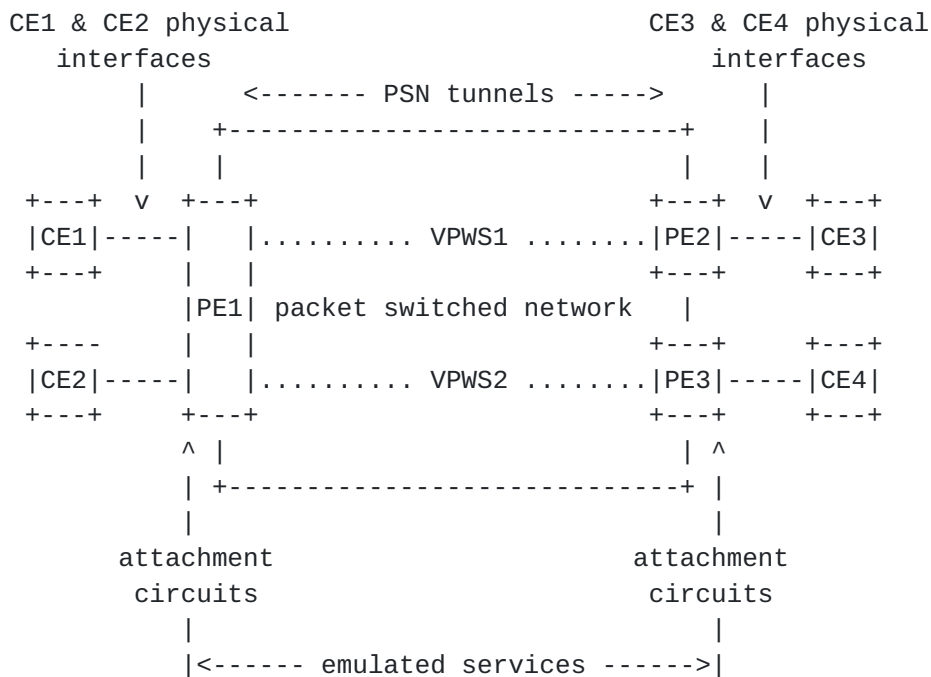 CE1 & CE2 physical                       CE3 & CE4 physical
   interfaces                                interfaces
        |      <------- PSN tunnels ----->      |
        |    +-----------------------------+    |
        |    |                             |    |
 +---+  v  +---+                         +---+  v  +---+
 |CE1|-----|   |.......... VPWS1 ........|PE2|-----|CE3|
 +---+     |   |                         +---+     +---+
           |PE1| packet switched network   |
 +----     |   |                         +---+     +---+
 |CE2|-----|   |.......... VPWS2 ........|PE3|-----|CE4|
 +---+     +---+                         +---+     +---+
           ^ |                             | ^
           | +-----------------------------+ |
           |                                 |
       attachment                       attachment
        circuits                         circuits
           |                                 |
           |<------ emulated services ------>|